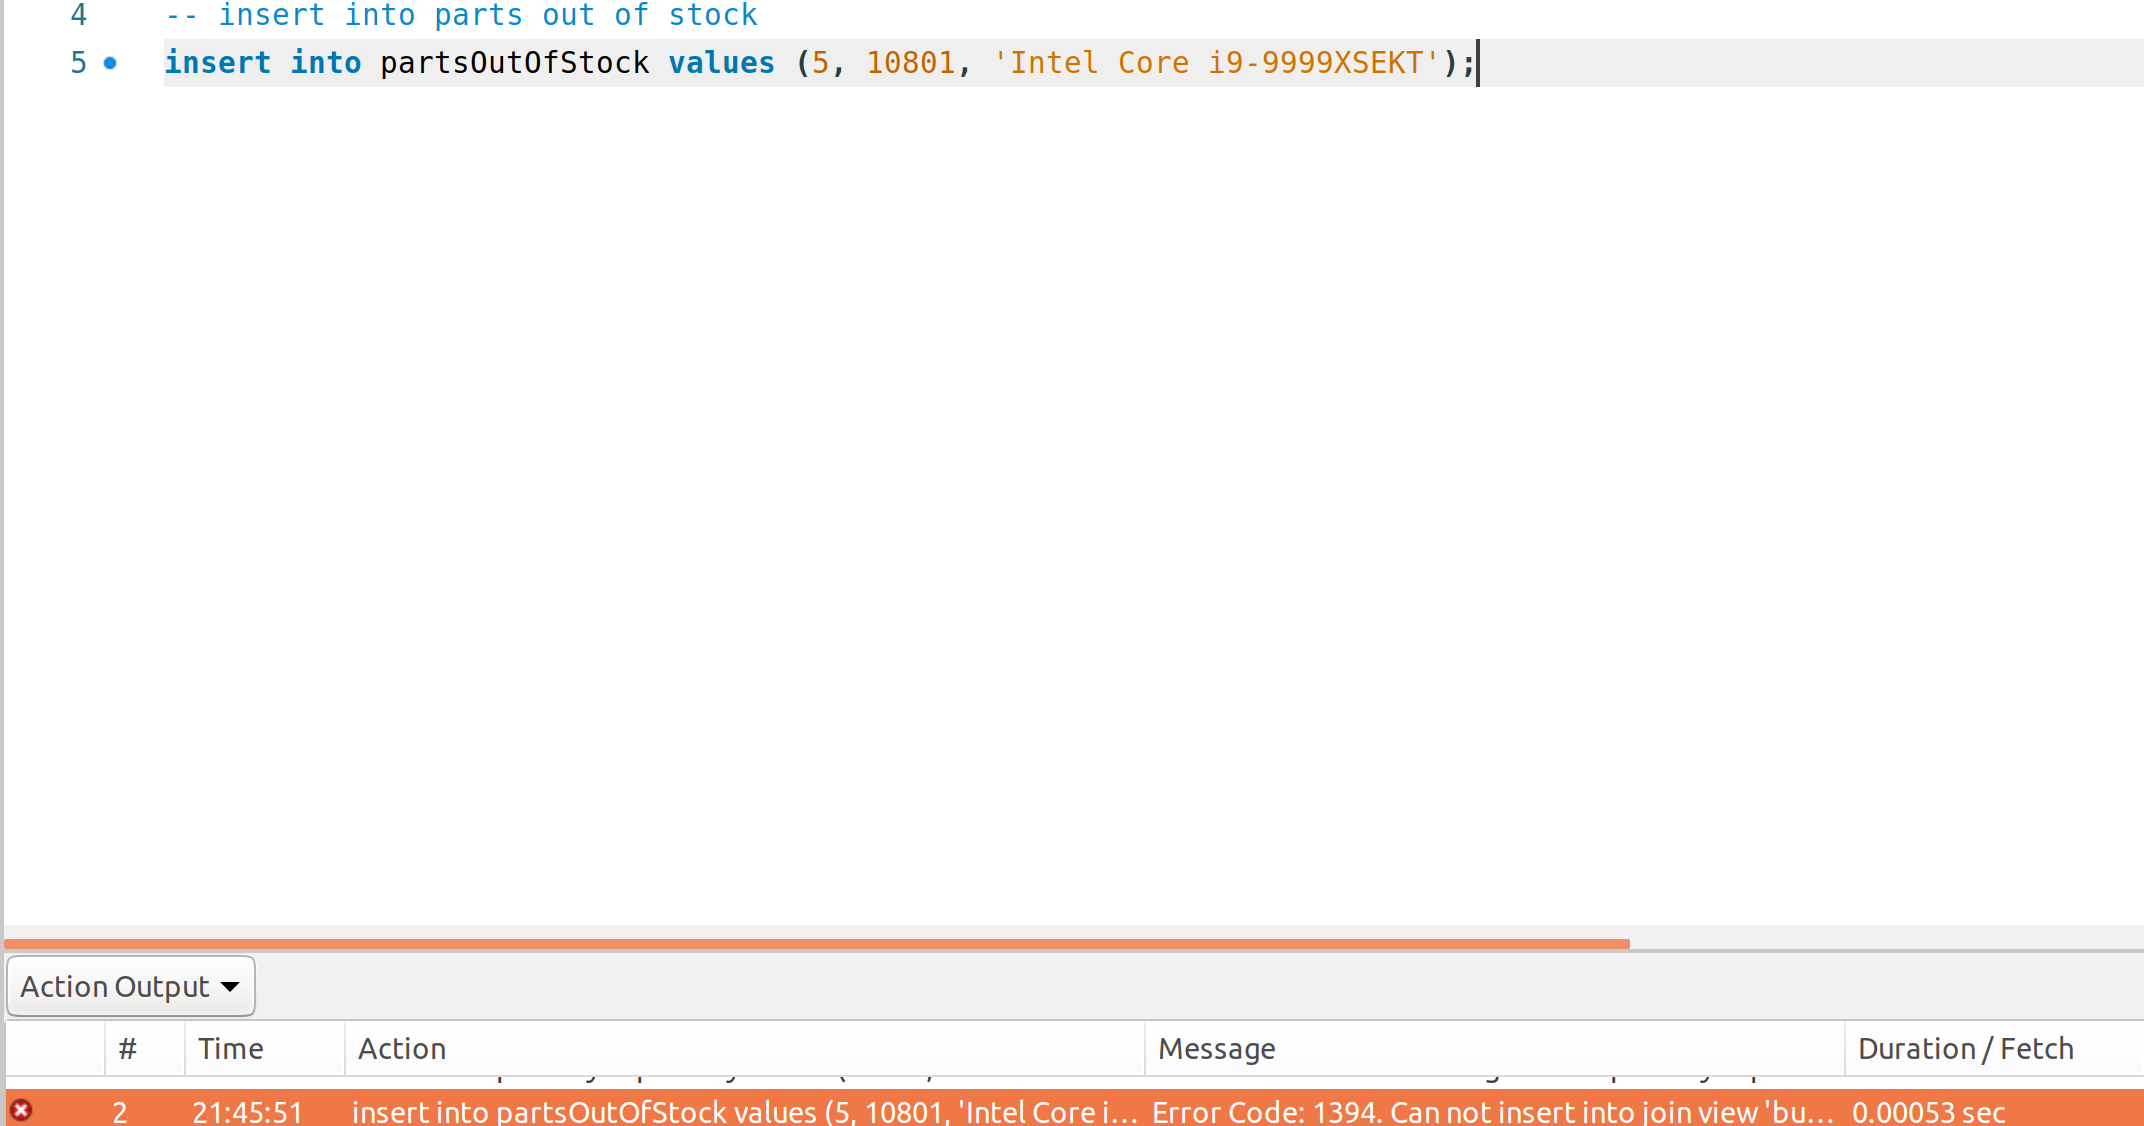 4 -- insert into parts out of stock
5 insert into partsOutOfStock values (5, 10801, 'Intel Core i9-9999XSEKT');
Action Output
# Time Action Message Duration / Fetch
2 21:45:51 insert into partsOutOfStock values (5, 10801, 'Intel Core i... Error Code: 1394. Can not insert into join view 'bu... 0.00053 sec